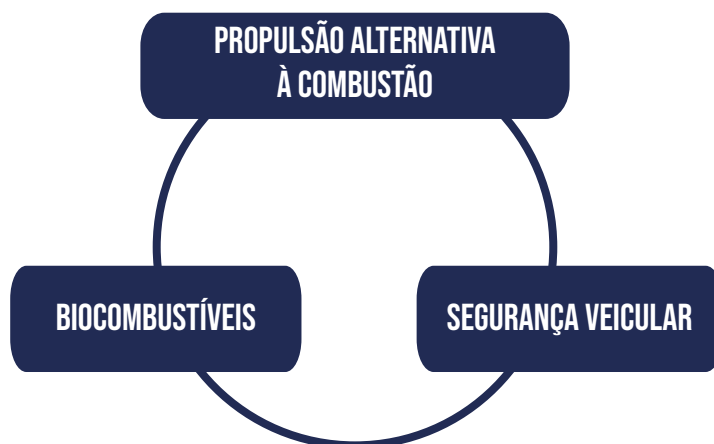 PROPULSÃO ALTERNATIVA
À COMBUSTÃO
BIOCOMBUSTÍVEIS
SEGURANÇA VEICULAR